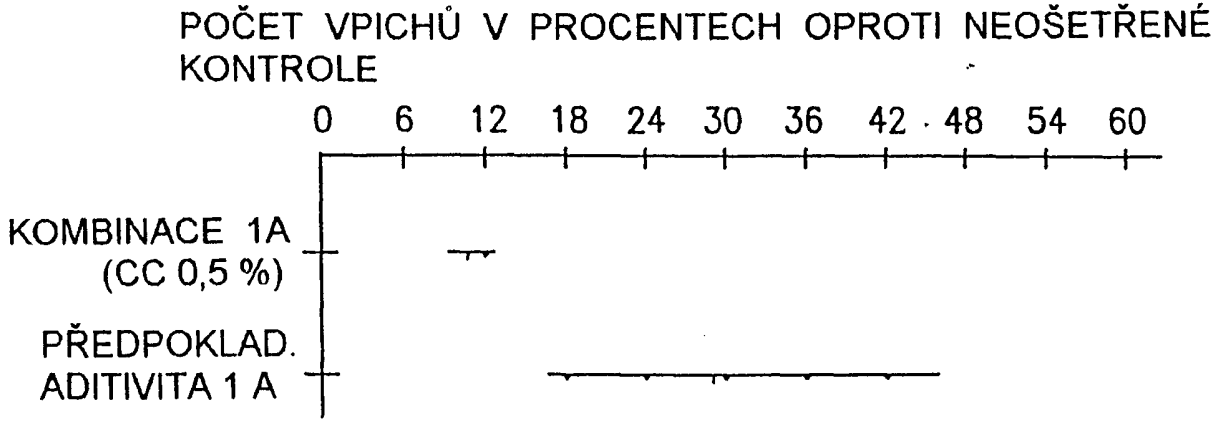 POČET VPICHŮ V PROCENTECH OPROTI NEOŠETŘENÉ
KONTROLE
0 6 12 18 24 30 36 42 48 54 60
KOMBINACE 1A
(CC 0,5 %)
PŘEDPOKLAD.
ADITIVITA 1 A